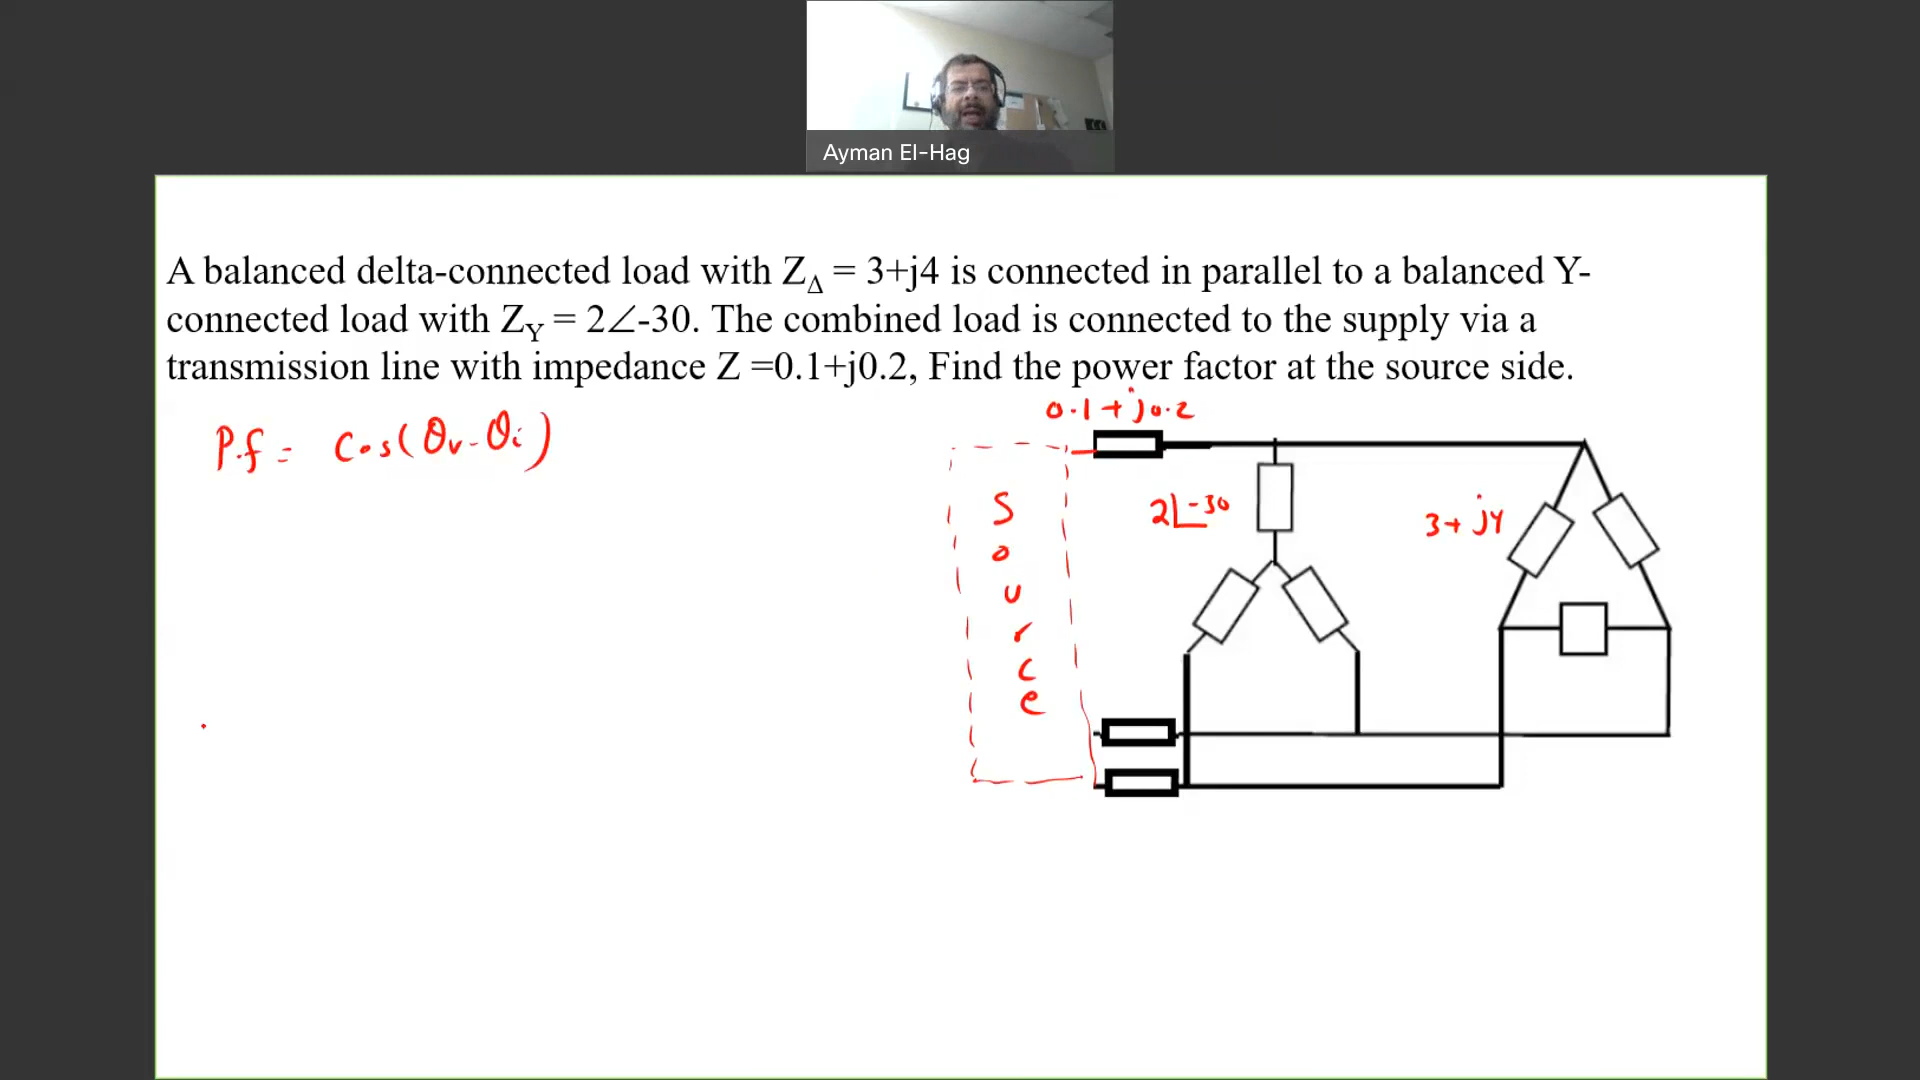 Ayman El-Hag
A balanced delta-connected load with ZΔ = 3+j4 is connected in parallel to a balanced Y-
connected load with ZY = 2∠-30. The combined load is connected to the supply via a
transmission line with impedance Z =0.1+j0.2, Find the power factor at the source side.
P.f = cos(θv-θi)
0.1+j0.2
2∠-30
3+j4
Source